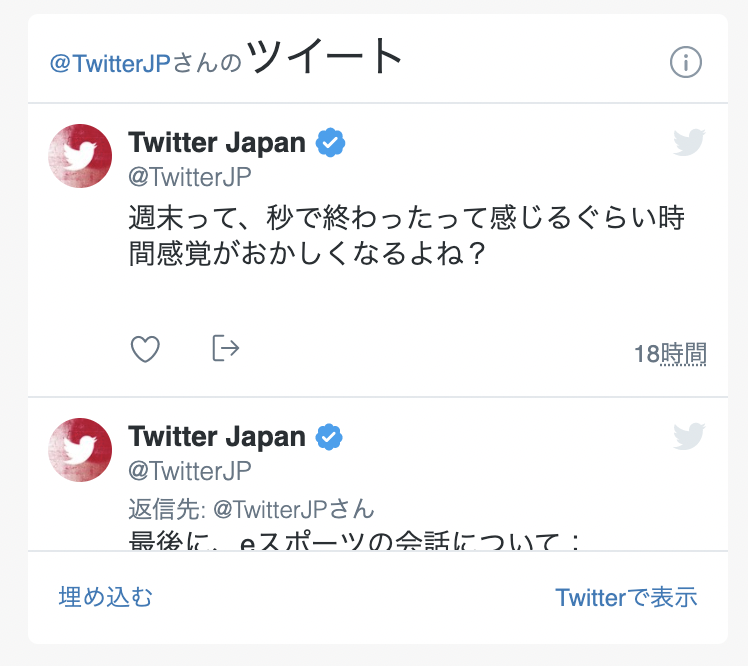 @TwitterJPさんのツイート
Twitter Japan
@TwitterJP
週末って、秒で終わったって感じるぐらい時
間感覚がおかしくなるよね？
18時間
Twitter Japan
@TwitterJP
返信先: @TwitterJPさん
最後に、eスポーツの会話について：
埋め込む
Twitterで表示